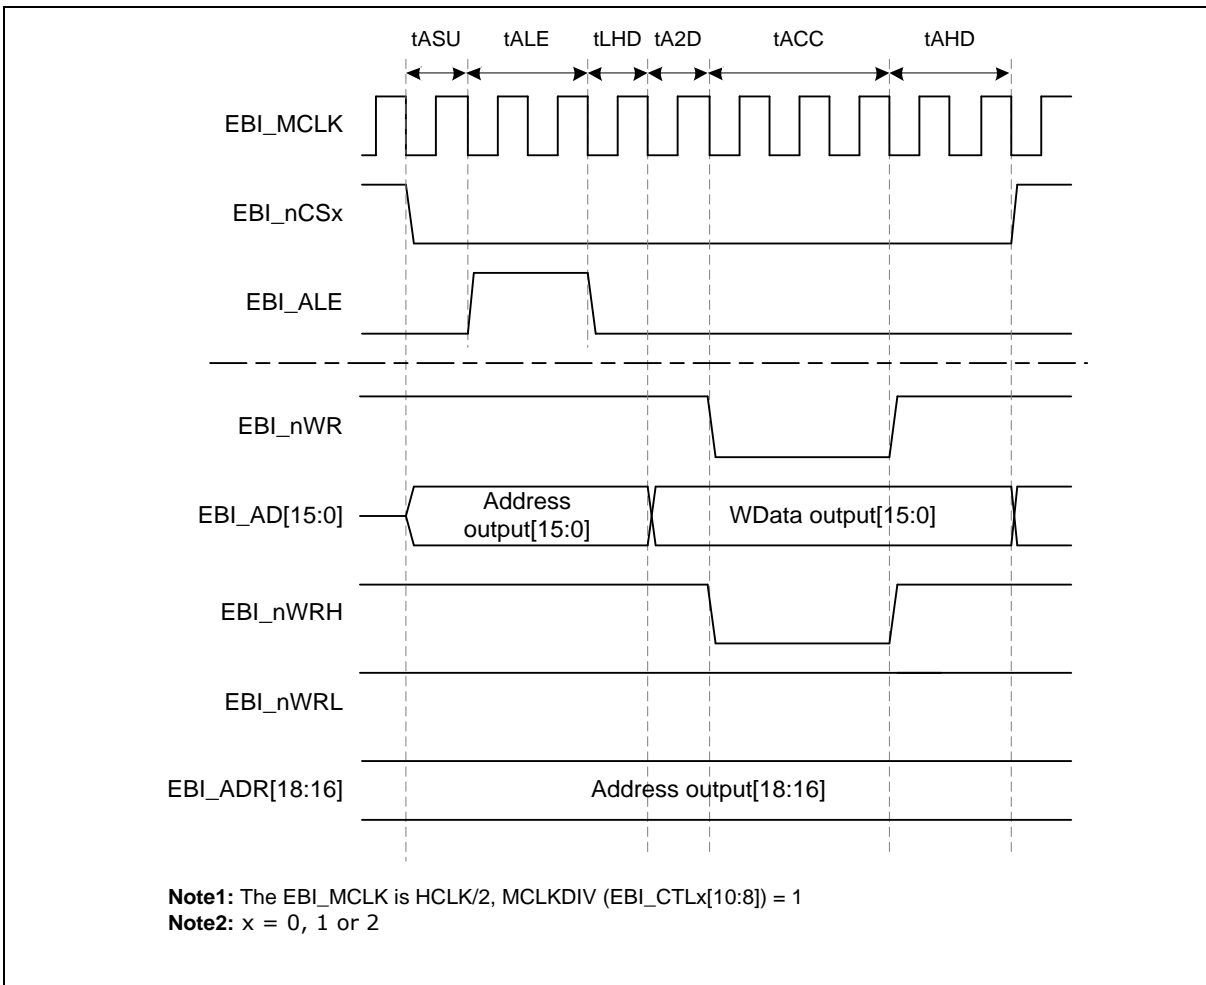 tASU tALE tLHD tA2D tACC tAHD
EBI_MCLK
EBI_nCSx
EBI_ALE
EBI_nWR
EBI_AD[15:0]
Address
output[15:0]
WData output[15:0]
EBI_nWRH
EBI_nWRL
EBI_ADR[18:16]
Address output[18:16]
Note1: The EBI_MCLK is HCLK/2, MCLKDIV (EBI_CTLx[10:8]) = 1
Note2: x = 0, 1 or 2